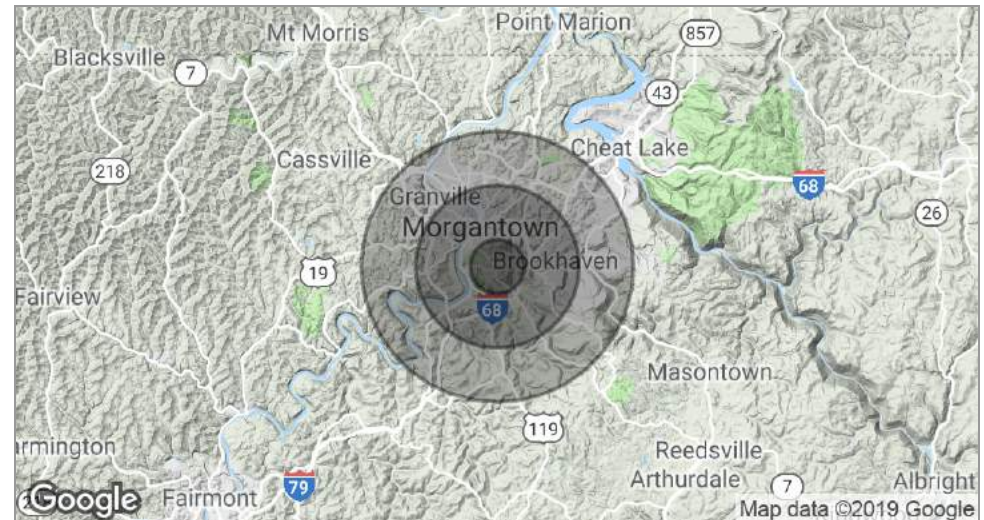 Point Marion
Mt Morris
857
Blacksville
7
43
Cassville
Cheat Lake
218
68
Granville
26
Morgantown
Brookhaven
19
Fairview
68
Masontown
119
armington
Reedsville
Arthurdale
79
7
Albright
Google
Fairmont
Map data ©2019 Google